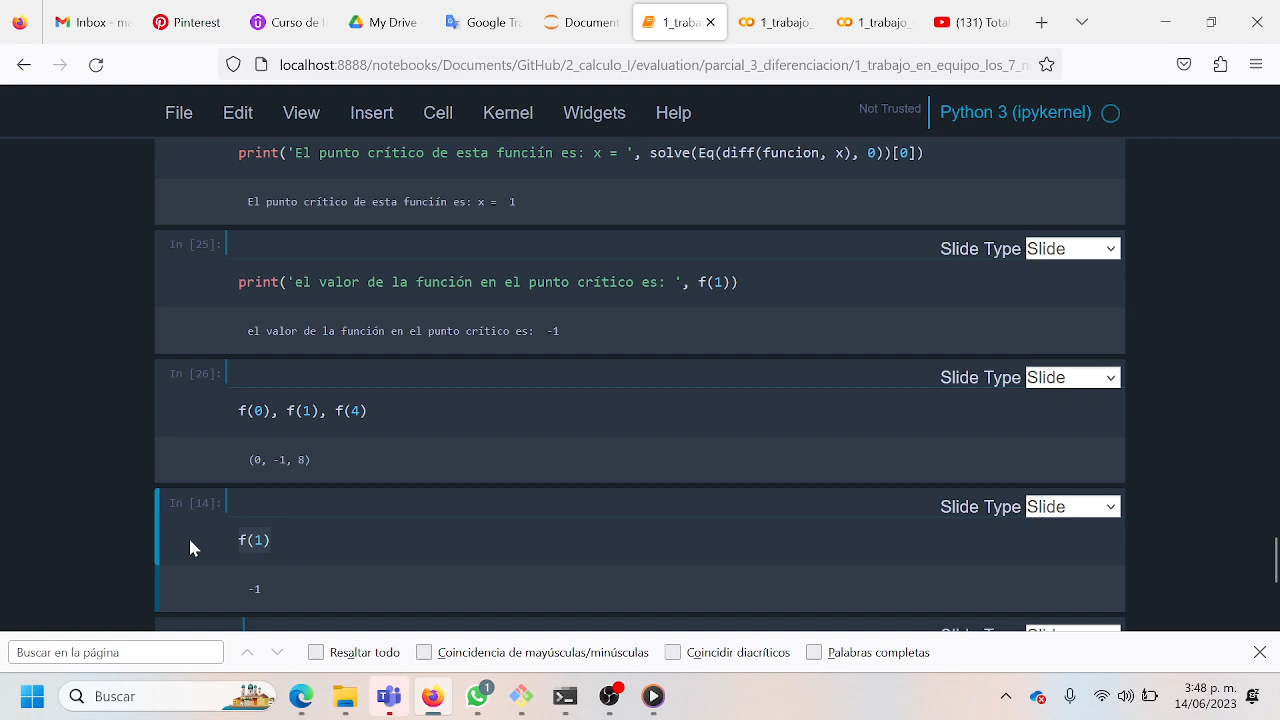 Inbox - ma
Pinterest
Curso de I
My Drive
Google Tra
Document
1_traba
1_trabajo_
1_trabajo_
(131) Total
localhost:8888/notebooks/Documents/GitHub/2_calculo_I/evaluation/parcial_3_diferenciacion/1_trabajo_en_equipo_los_7_n
File Edit View Insert Cell Kernel Widgets Help
Not Trusted
Python 3 (ipykernel)
print('El punto crítico de esta funciín es: x = ', solve(Eq(diff(funcion, x), 0))[0])
El punto crítico de esta funciín es: x =  1
In [25]:
Slide Type Slide
print('el valor de la función en el punto crítico es: ', f(1))
el valor de la función en el punto crítico es:  -1
In [26]:
Slide Type Slide
f(0), f(1), f(4)
(0, -1, 8)
In [14]:
Slide Type Slide
f(1)
-1
Buscar en la página
Resaltar todo
Coincidencia de mayúsculas/minúsculas
Coincidir diacríticos
Palabras completas
Buscar
1
3:48 p. m.
14/06/2023